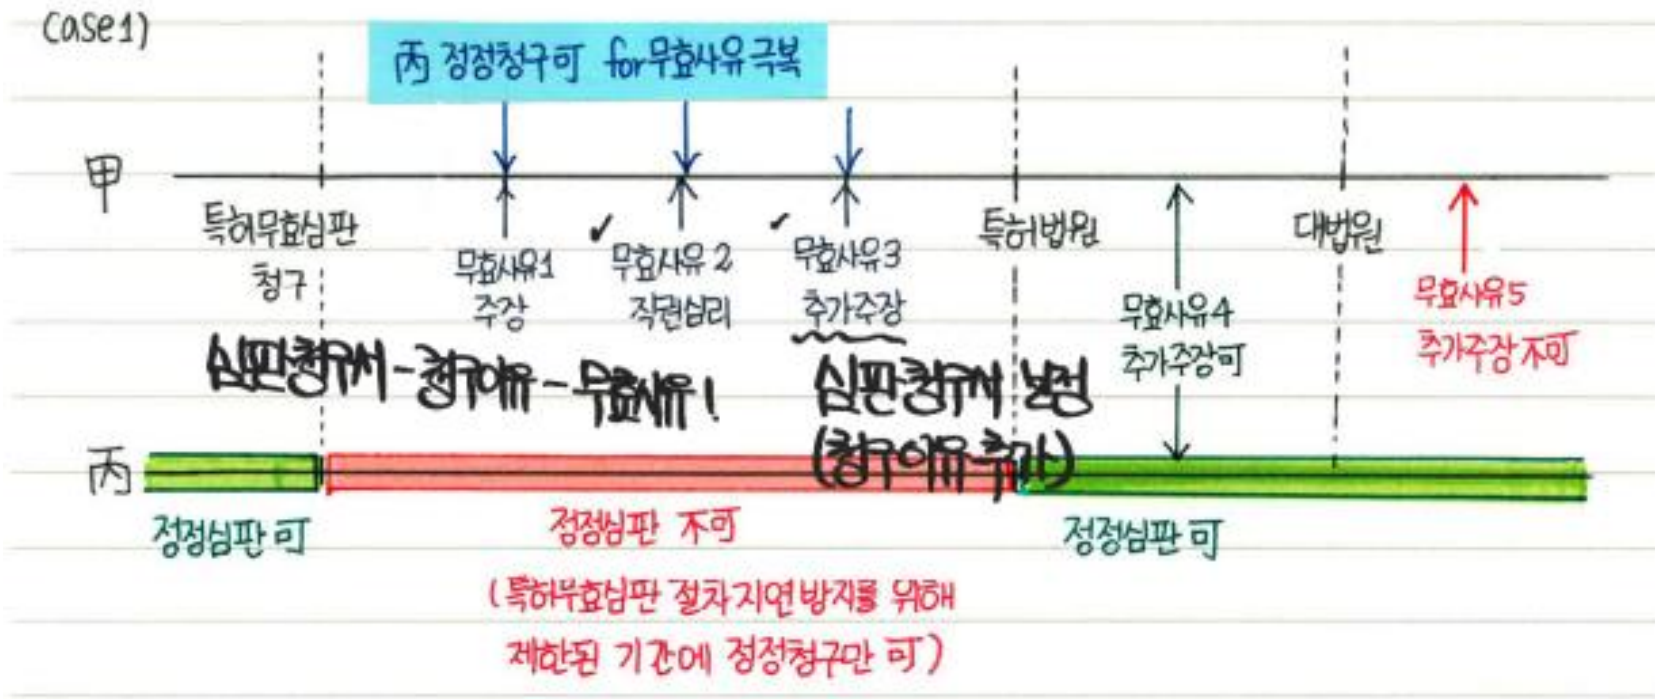 Case1)
丙 정정청구可 for 무효사유 극복
甲
특허무효심판
청구
무효사유1
주장
무효사유 2
직권심리
무효사유3
추가주장
특허법원
무효사유4
추가주장可
대법원
무효사유5
추가주장 不可
심판청구서 - 청구이유 - 무효사유1
심판청구서 보정
(청구이유 추가)
丙
정정심판 可
정정심판 不可
(특허무효심판 절차지연 방지를 위해
제한된 기간에 정정청구만 可)
정정심판 可